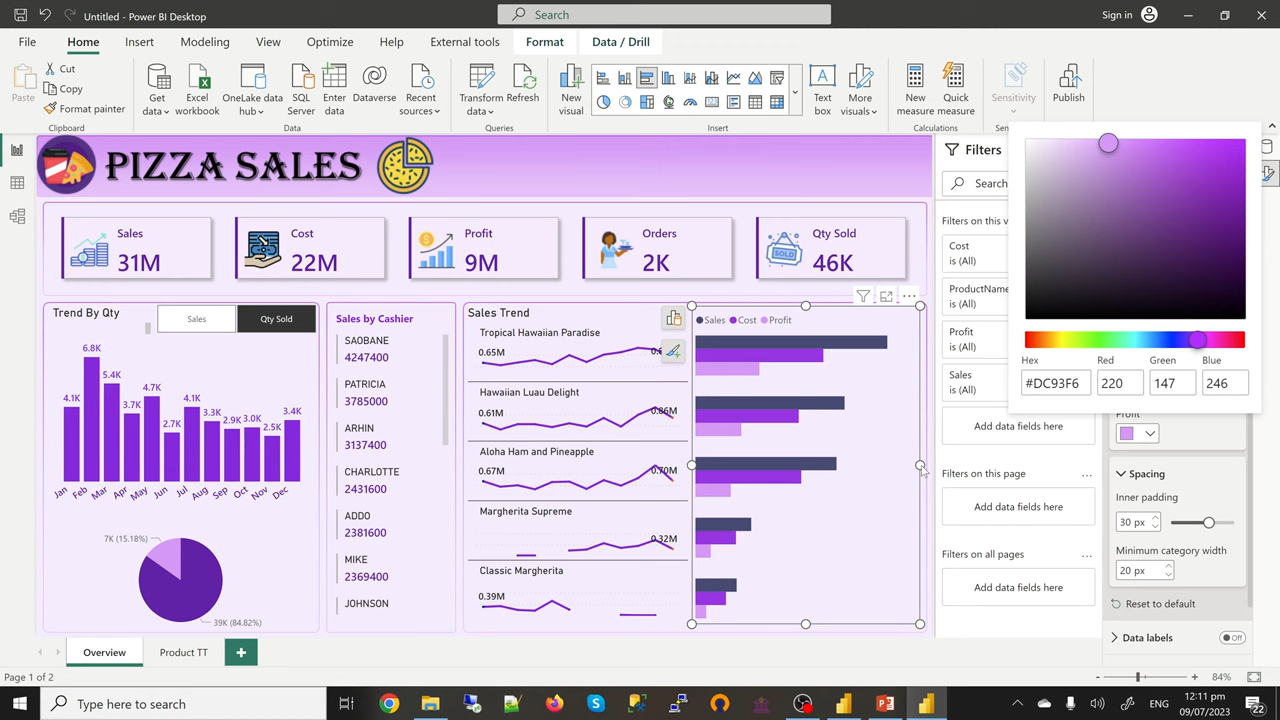 Untitled - Power BI Desktop
Search
Sign in
File Home Insert Modeling View Optimize Help External tools Format Data / Drill
Paste
Cut
Copy
Format painter
Clipboard
Get data
Excel workbook
OneLake data hub
SQL Server
Enter data
Dataverse
Recent sources
Data
Transform data
Refresh
Queries
New visual
Text box
More visuals
Insert
New measure
Quick measure
Calculations
Sensitivity
Sen
Publish
PIZZA SALES
Sales
31M
Cost
22M
Profit
9M
Orders
2K
Qty Sold
46K
Trend By Qty
Sales
Qty Sold
4.1K
6.8K
5.4K
3.7K
4.7K
2.7K
4.1K
3.3K
2.9K
3.0K
2.5K
3.4K
Jan Feb Mar Apr May Jun Jul Aug Sep Oct Nov Dec
7K (15.18%)
39K (84.82%)
Sales by Cashier
SAOBANE
4247400
PATRICIA
3785000
ARHIN
3137400
CHARLOTTE
2431600
ADDO
2381600
MIKE
2369400
JOHNSON
Sales Trend
Tropical Hawaiian Paradise
0.65M
Hawaiian Luau Delight
0.61M
0.86M
Aloha Ham and Pineapple
0.67M
0.70M
Margherita Supreme
0.32M
Classic Margherita
0.39M
Sales Cost Profit
Filters
Search
Filters on this v
Cost
is (All)
ProductName
is (All)
Profit
is (All)
Sales
is (All)
Add data fields here
Filters on this page
Add data fields here
Filters on all pages
Add data fields here
Hex Red Green Blue
#DC93F6 220 147 246
Profit
Spacing
Inner padding
30 px
Minimum category width
20 px
Reset to default
Data labels
Off
Overview
Product TT
Page 1 of 2
84%
Type here to search
ENG
12:11 pm
09/07/2023
22